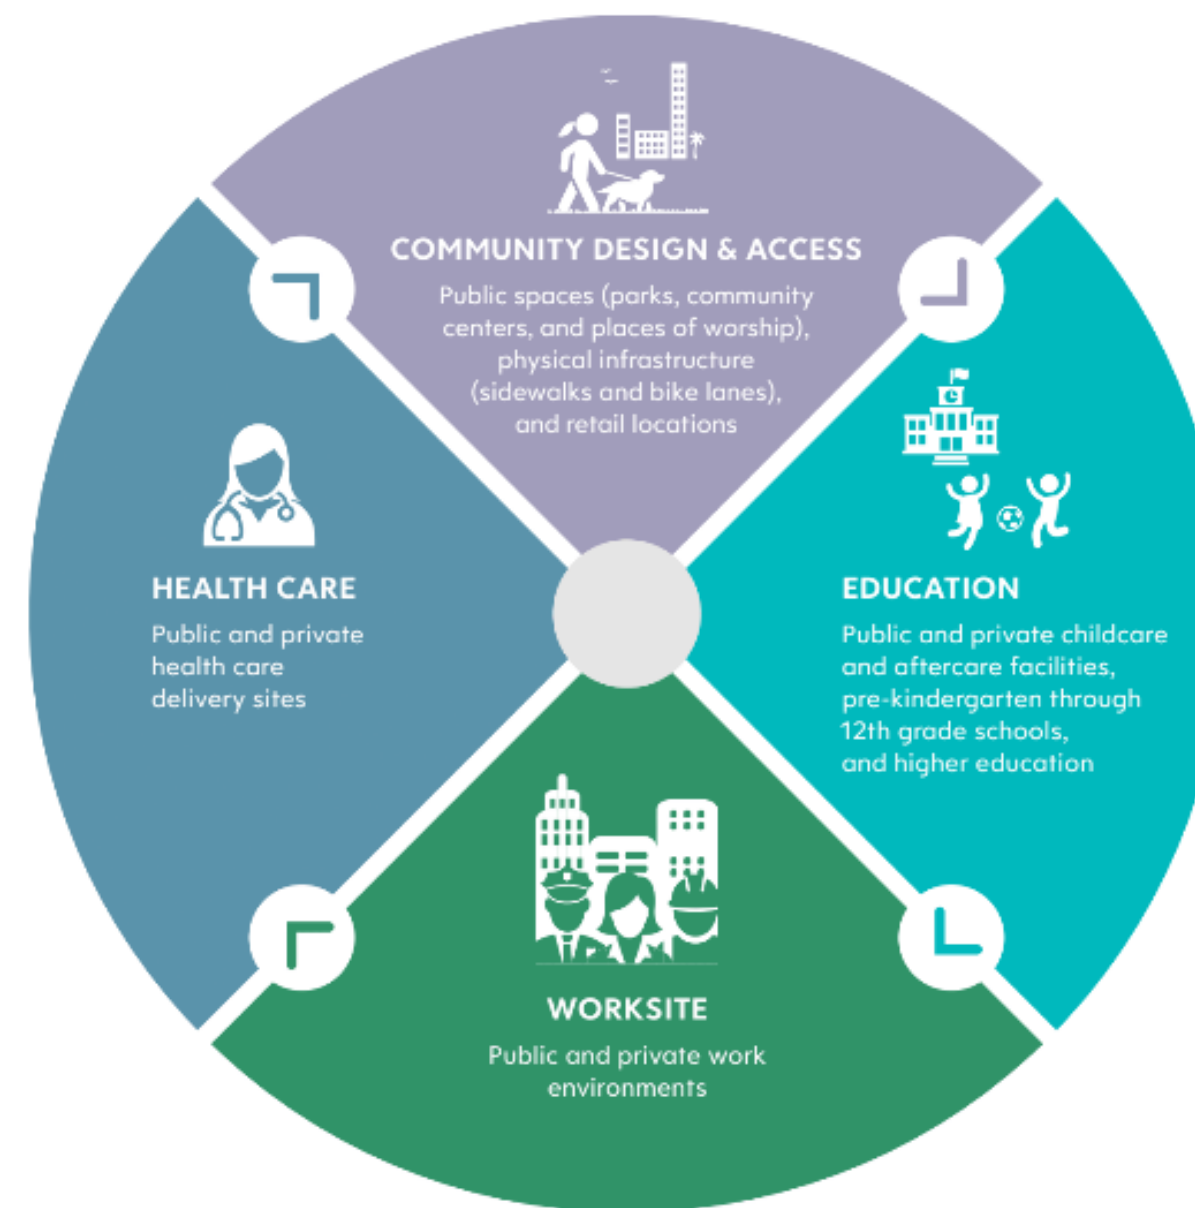 COMMUNITY DESIGN & ACCESS
Public spaces (parks, community
centers, and places of worship),
physical infrastructure
(sidewalks and bike lanes),
and retail locations
EDUCATION
Public and private childcare
and aftercare facilities,
pre-kindergarten through
12th grade schools,
and higher education
WORKSITE
Public and private work
environments
HEALTH CARE
Public and private
health care
delivery sites